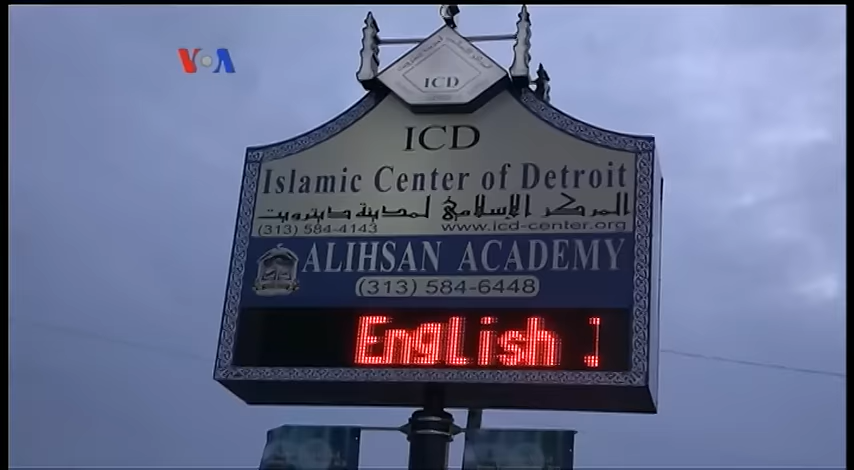 VOA
ICD
ICD
Islamic Center of Detroit
المركز الإسلامي لمدينة ديترويت
(313) 584-4143 www.icd-center.org
ALIHSAN ACADEMY
(313) 584-6448
English